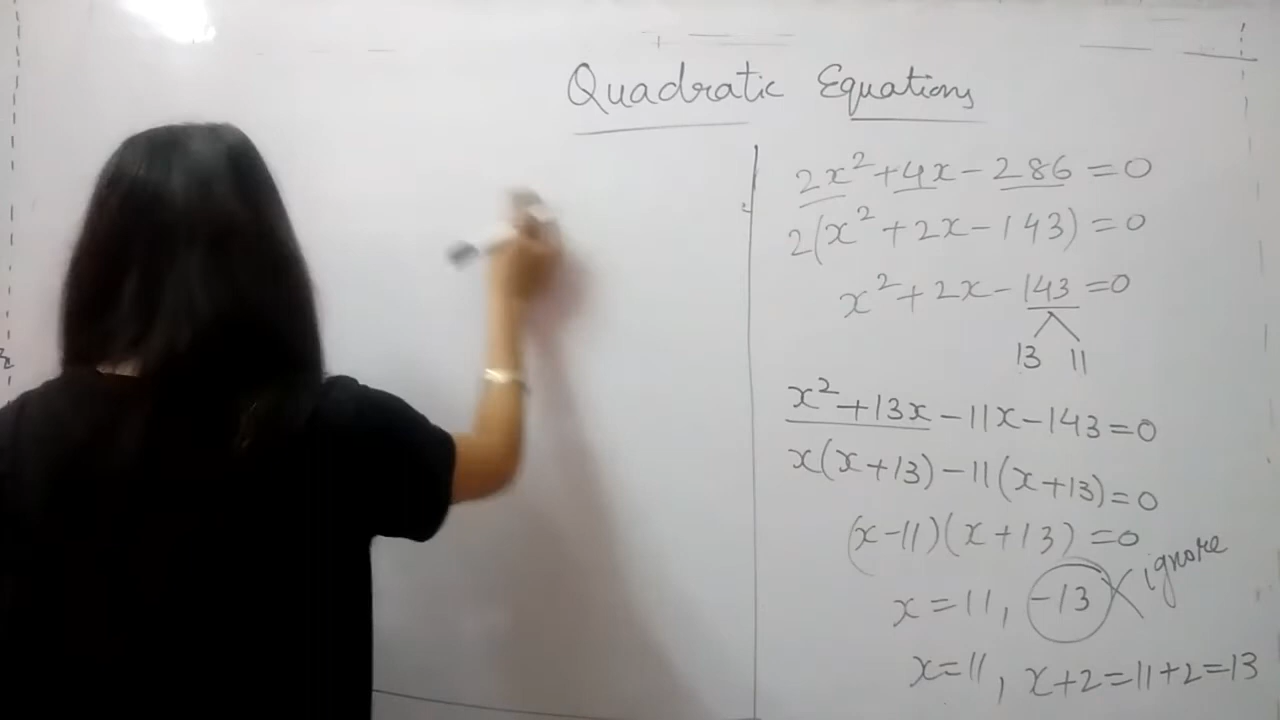 Quadratic Equations
2x²+4x-286=0
2(x²+2x-143)=0
x²+2x-143=0
13 11
x²+13x-11x-143=0
x(x+13)-11(x+13)=0
(x-11)(x+13)=0
x=11, -13 ignore
x=11, x+2=11+2=13